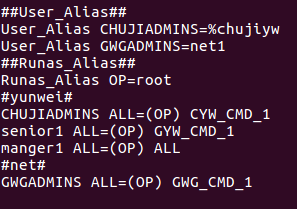 ##User_Alias##
User_Alias CHUJIADMINS=%chujiyw
User_Alias GWGADMINS=net1
##Runas_Alias##
Runas_Alias OP=root
#yunwei#
CHUJIADMINS ALL=(OP) CYW_CMD_1
senior1 ALL=(OP) GYW_CMD_1
manger1 ALL=(OP) ALL
#net#
GWGADMINS ALL=(OP) GWG_CMD_1